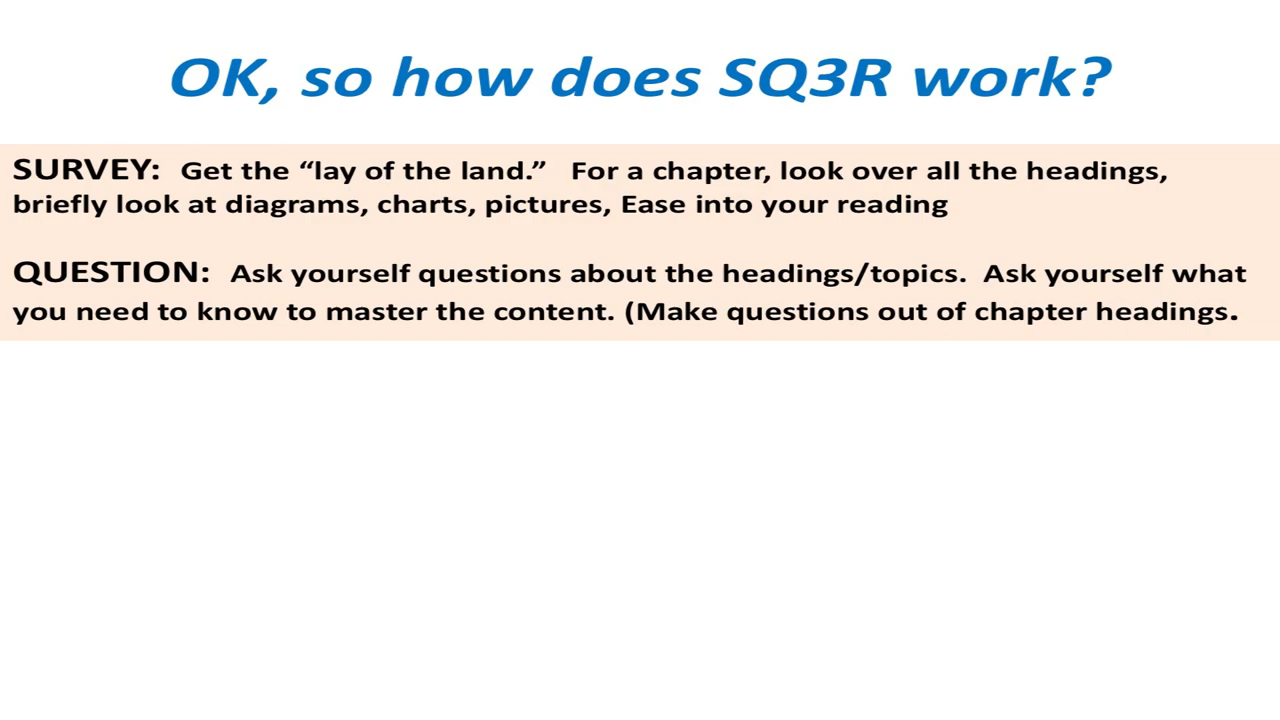 OK, so how does SQ3R work?
SURVEY: Get the “lay of the land.” For a chapter, look over all the headings,
briefly look at diagrams, charts, pictures, Ease into your reading
QUESTION: Ask yourself questions about the headings/topics. Ask yourself what
you need to know to master the content. (Make questions out of chapter headings.